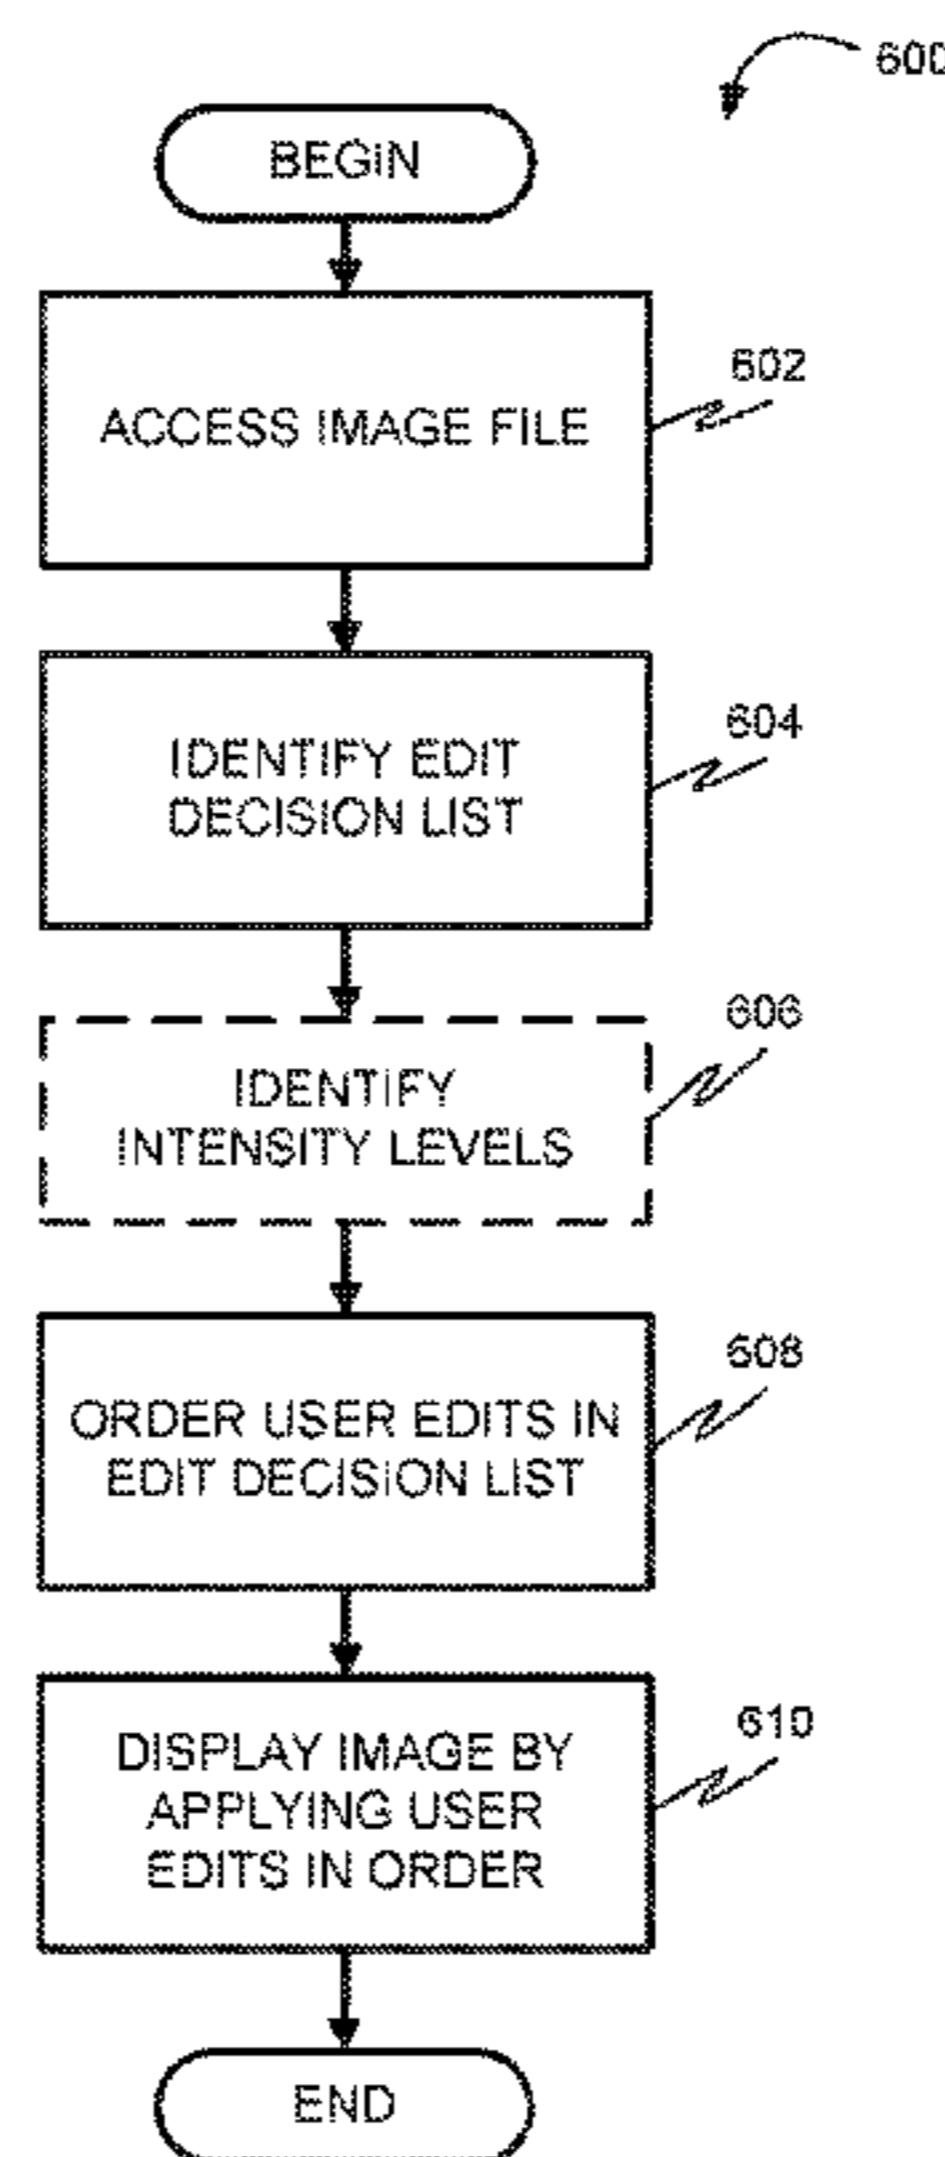 600
BEGIN
ACCESS IMAGE FILE
602
IDENTIFY EDIT
DECISION LIST
604
IDENTIFY
INTENSITY LEVELS
606
ORDER USER EDITS IN
EDIT DECISION LIST
608
DISPLAY IMAGE BY
APPLYING USER
EDITS IN ORDER
610
END